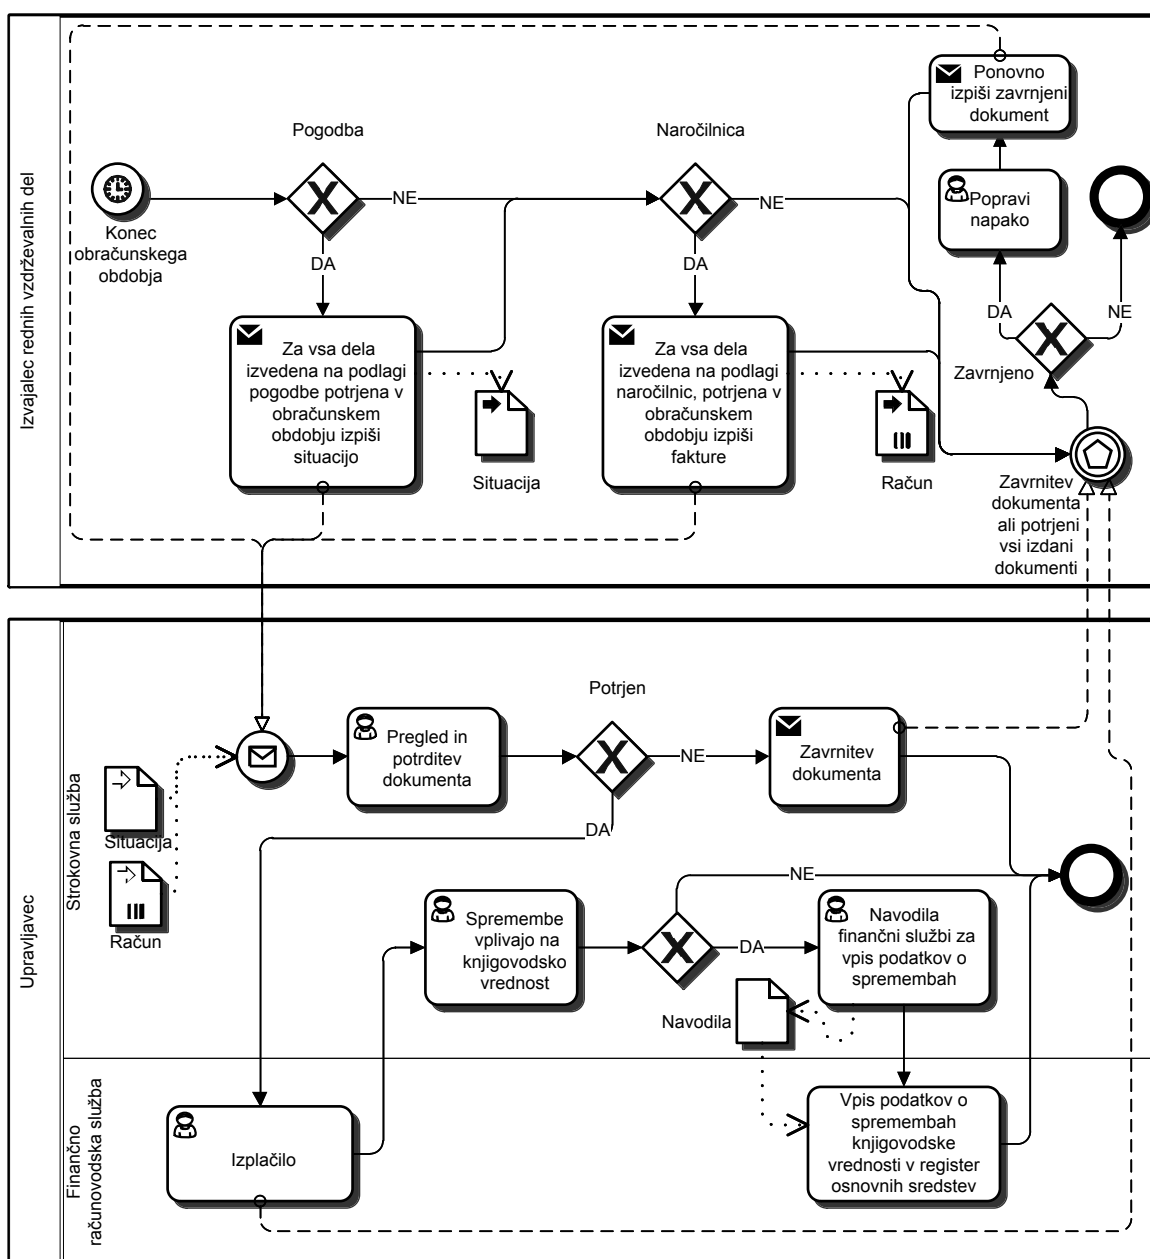 Izvajalec rednih vzdrževalnih del
Konec
obračunskega
obdobja
Pogodba
NE
DA
Za vsa dela
izvedena na podlagi
pogodbe potrjena v
obračunskem
obdobju izpiši
situacijo
Situacija
Naročilnica
NE
DA
Za vsa dela
izvedena na podlagi
naročilnic, potrjena v
obračunskem
obdobju izpiši
fakture
Račun
Ponovno
izpiši zavrnjeni
dokument
Popravi
napako
DA
NE
Zavrnjeno
Zavrnitev
dokumenta
ali potrjeni
vsi izdani
dokumenti
Upravljavec
Strokovna služba
Situacija
Račun
Pregled in
potrditev
dokumenta
Potrjen
NE
DA
Zavrnitev
dokumenta
Spremembe
vplivajo na
knjigovodsko
vrednost
NE
DA
Navodila
finančni službi za
vpis podatkov o
spremembah
Navodila
Finančno
računovodska služba
Izplačilo
Vpis podatkov o
spremembah
knjigovodske
vrednosti v register
osnovnih sredstev